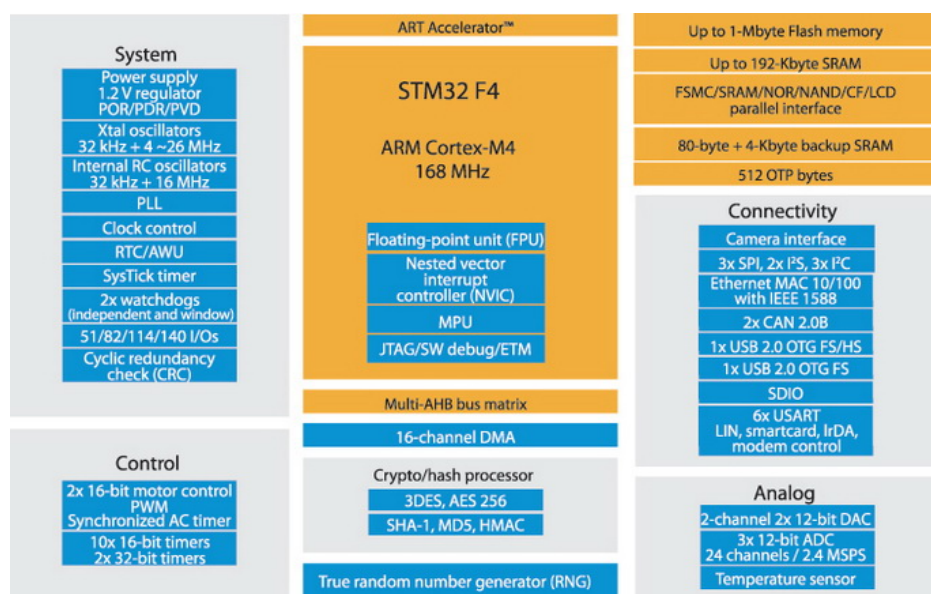 System
Power supply
1.2 V regulator
POR/PDR/PVD
Xtal oscillators
32 kHz + 4 ~26 MHz
Internal RC oscillators
32 kHz + 16 MHz
PLL
Clock control
RTC/AWU
SysTick timer
2x watchdogs
(independent and window)
51/82/114/140 I/Os
Cyclic redundancy
check (CRC)
Control
2x 16-bit motor control
PWM
Synchronized AC timer
10x 16-bit timers
2x 32-bit timers
ART Accelerator™
STM32 F4
ARM Cortex-M4
168 MHz
Floating-point unit (FPU)
Nested vector
interrupt
controller (NVIC)
MPU
JTAG/SW debug/ETM
Multi-AHB bus matrix
16-channel DMA
Crypto/hash processor
3DES, AES 256
SHA-1, MD5, HMAC
True random number generator (RNG)
Up to 1-Mbyte Flash memory
Up to 192-Kbyte SRAM
FSMC/SRAM/NOR/NAND/CF/LCD
parallel interface
80-byte + 4-Kbyte backup SRAM
512 OTP bytes
Connectivity
Camera interface
3x SPI, 2x I²S, 3x I²C
Ethernet MAC 10/100
with IEEE 1588
2x CAN 2.0B
1x USB 2.0 OTG FS/HS
1x USB 2.0 OTG FS
SDIO
6x USART
LIN, smartcard, IrDA,
modem control
Analog
2-channel 2x 12-bit DAC
3x 12-bit ADC
24 channels / 2.4 MSPS
Temperature sensor